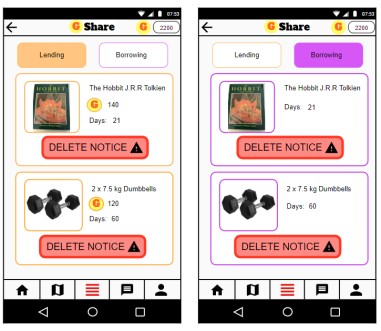 07:53
G Share
G 2200
Lending
Borrowing
HOBBIT
The Hobbit J.R.R Tolkien
G 140
Days: 21
DELETE NOTICE
2 x 7.5 kg Dumbbells
G 120
Days: 60
DELETE NOTICE
07:53
G Share
G 2200
Lending
Borrowing
HOBBIT
The Hobbit J.R.R Tolkien
Days: 21
DELETE NOTICE
2 x 7.5 kg Dumbbells
Days: 60
DELETE NOTICE